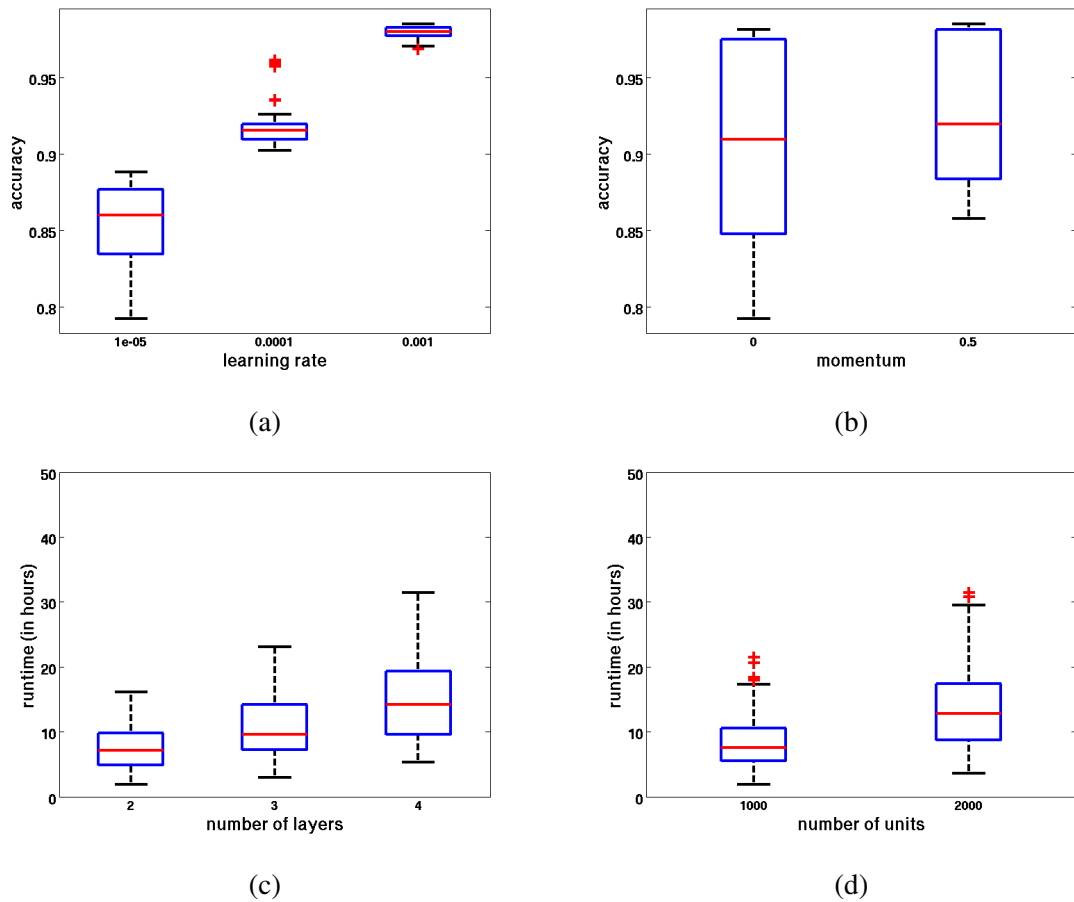 0.95
0.9
0.85
0.8
accuracy
1e-05
0.0001
0.001
learning rate
(a)
0.95
0.9
0.85
0.8
accuracy
0
0.5
momentum
(b)
50
40
30
20
10
0
runtime (in hours)
2
3
4
number of layers
(c)
50
40
30
20
10
0
runtime (in hours)
1000
2000
number of units
(d)